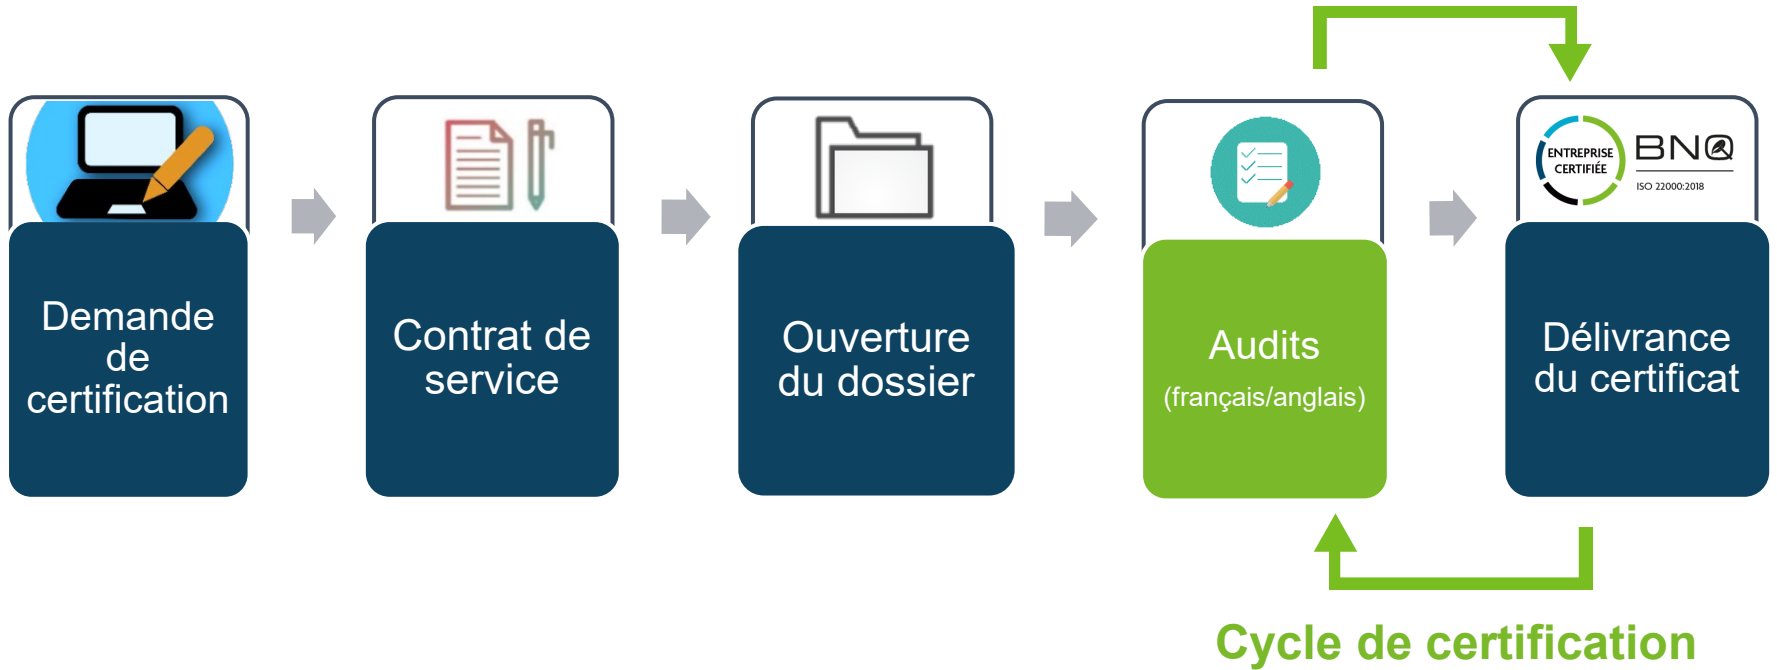 Demande
de
certification
Contrat de
service
Ouverture
du dossier
Audits
(français/anglais)
ENTREPRISE
CERTIFIÉE
BNQ
ISO 22000:2018
Délivrance
du certificat
Cycle de certification